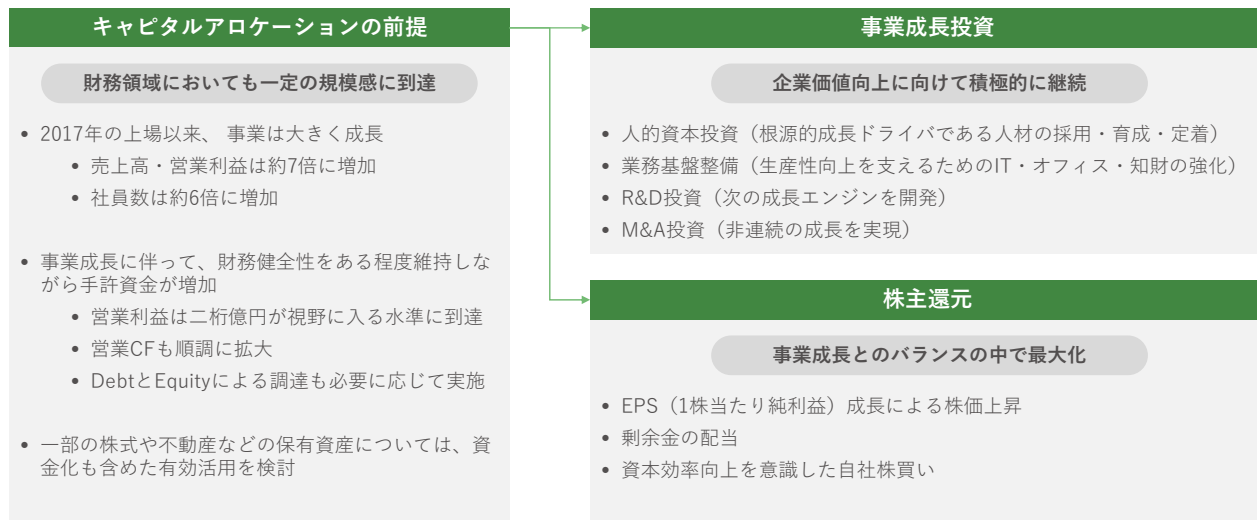 キャピタルアロケーションの前提
財務領域においても一定の規模感に到達
• 2017年の上場以来、 事業は大きく成長
• 売上高・営業利益は約7倍に増加
• 社員数は約6倍に増加
• 事業成長に伴って、財務健全性をある程度維持しな
がら手許資金が増加
• 営業利益は二桁億円が視野に入る水準に到達
• 営業CFも順調に拡大
• DebtとEquityによる調達も必要に応じて実施
• 一部の株式や不動産などの保有資産については、資
金化も含めた有効活用を検討
事業成長投資
企業価値向上に向けて積極的に継続
• 人的資本投資（根源的成長ドライバである人材の採用・育成・定着）
• 業務基盤整備（生産性向上を支えるためのIT・オフィス・知財の強化）
• R&D投資（次の成長エンジンを開発）
• M&A投資（非連続の成長を実現）
株主還元
事業成長とのバランスの中で最大化
• EPS（1株当たり純利益）成長による株価上昇
• 剰余金の配当
• 資本効率向上を意識した自社株買い